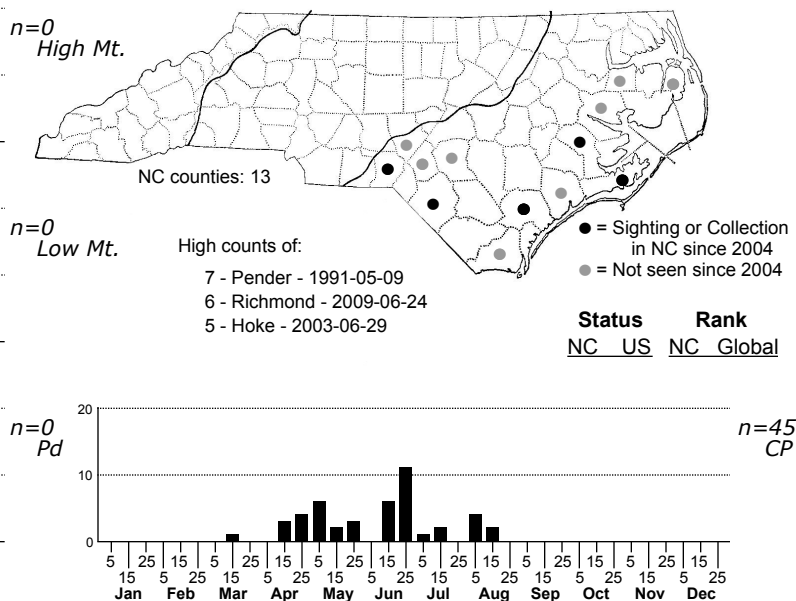 n=0
High Mt.
NC counties: 13
n=0
Low Mt.
High counts of:
7 - Pender - 1991-05-09
6 - Richmond - 2009-06-24
5 - Hoke - 2003-06-29
= Sighting or Collection
in NC since 2004
= Not seen since 2004
Status Rank
NC US NC Global
n=0
Pd
20
10
0
n=45
CP
5 25 15 5 25 15 5 25 15 5 25 15 5 25 15 5 25 15
15 5 25 15 5 25 15 5 25 15 5 25 15 5 25 15 5 25
Jan Feb Mar Apr May Jun Jul Aug Sep Oct Nov Dec